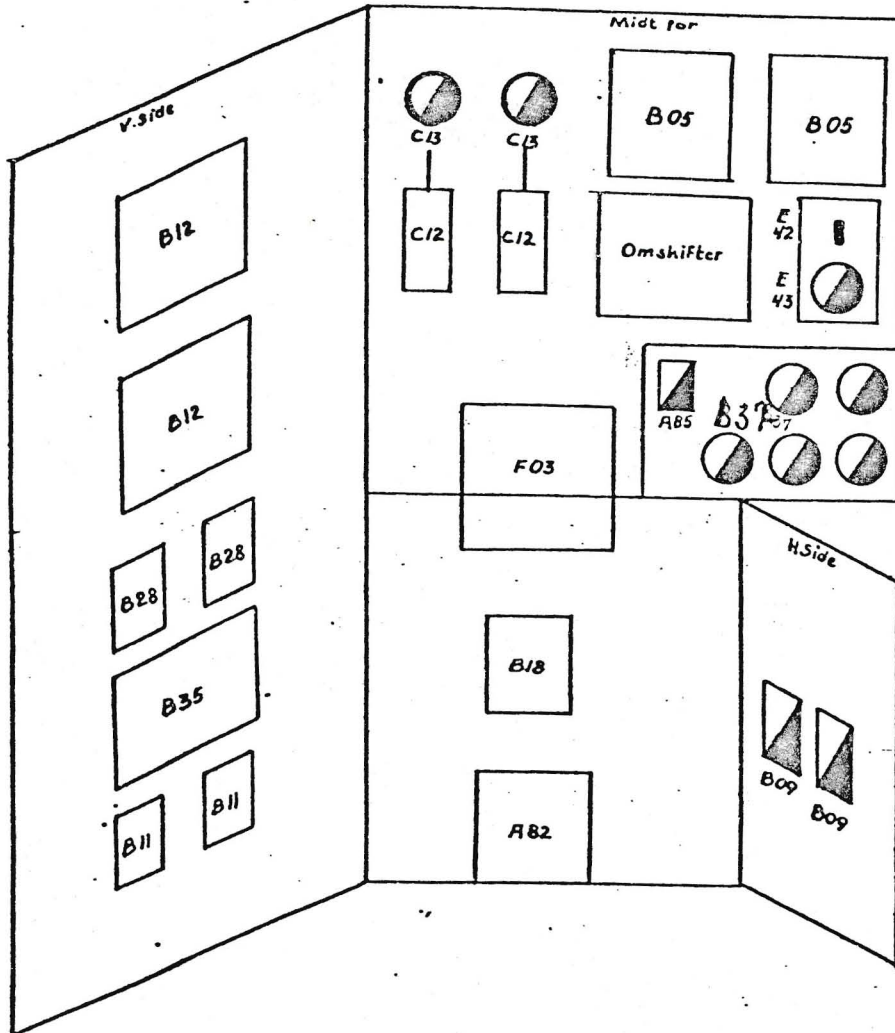 V.side
B12
B12
B28
B28
B35
B11
B11
Midt for
C13
C13
C12
C12
B05
B05
Omshifter
E
42
E
43
A85
B37
F03
B18
A82
H.Side
B09
B09